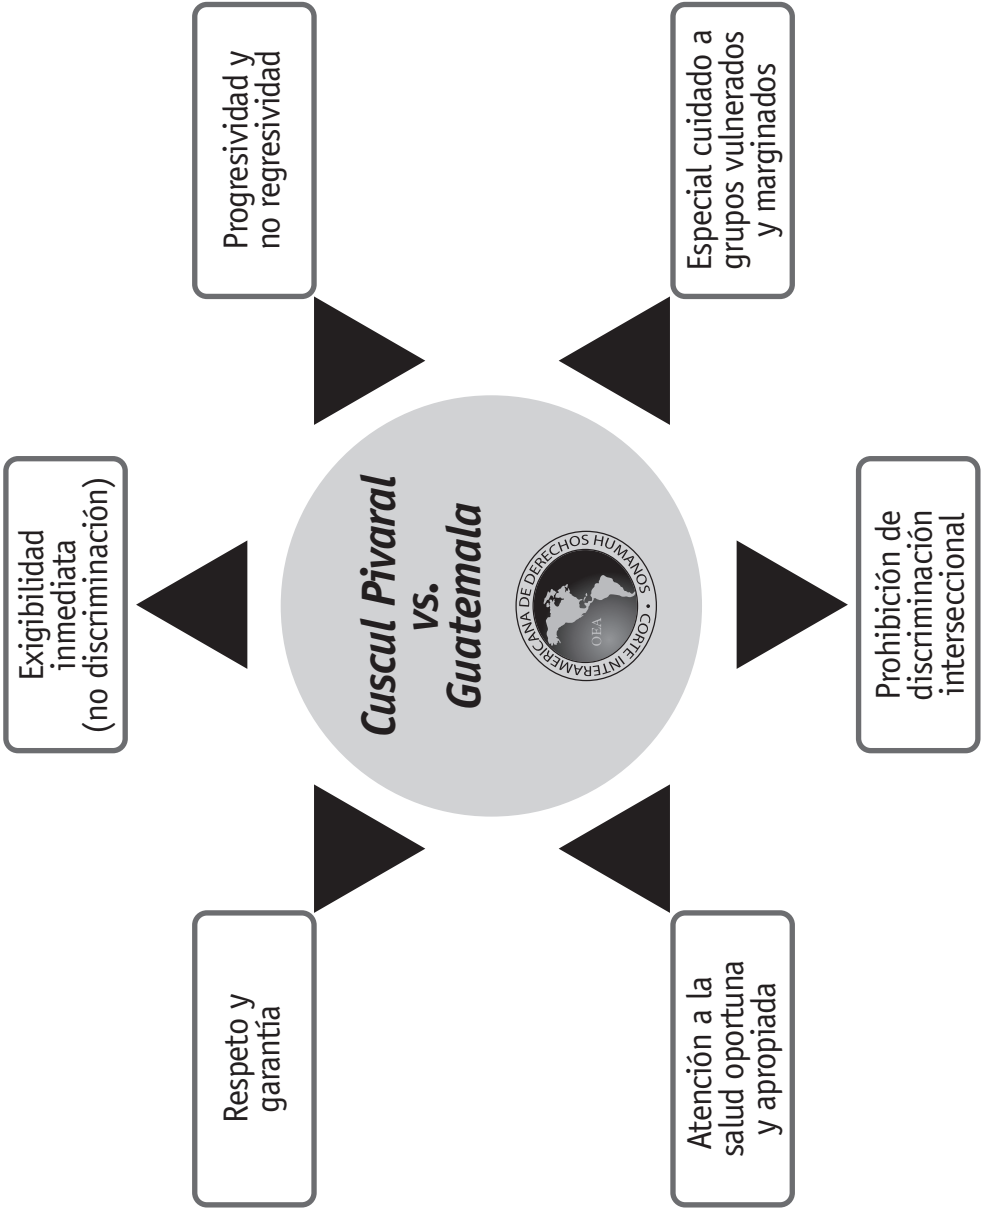 Exigibilidad
inmediata
(no discriminación)
Respeto y
garantía
Progresividad y
no regresividad
Cuscul Pivaral
vs.
Guatemala
CORTE INTERAMERICANA DE DERECHOS HUMANOS •
OEA
Atención a la
salud oportuna
y apropiada
Especial cuidado a
grupos vulnerados
y marginados
Prohibición de
discriminación
interseccional